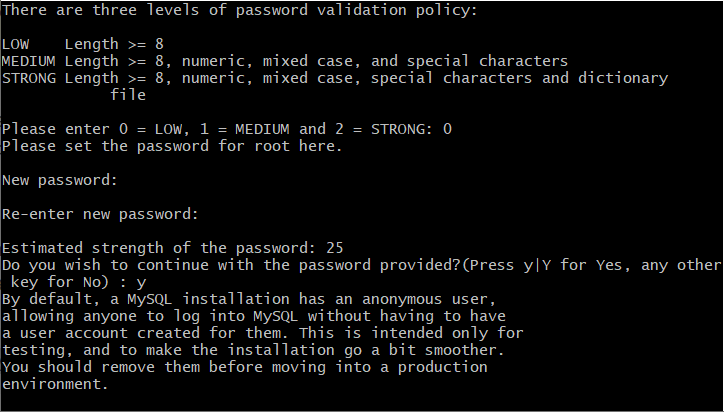 There are three levels of password validation policy:
LOW    Length >= 8
MEDIUM Length >= 8, numeric, mixed case, and special characters
STRONG Length >= 8, numeric, mixed case, special characters and dictionary
             file
Please enter 0 = LOW, 1 = MEDIUM and 2 = STRONG: 0
Please set the password for root here.
New password:
Re-enter new password:
Estimated strength of the password: 25
Do you wish to continue with the password provided?(Press y|Y for Yes, any other
 key for No) : y
By default, a MySQL installation has an anonymous user,
allowing anyone to log into MySQL without having to have
a user account created for them. This is intended only for
testing, and to make the installation go a bit smoother.
You should remove them before moving into a production
environment.